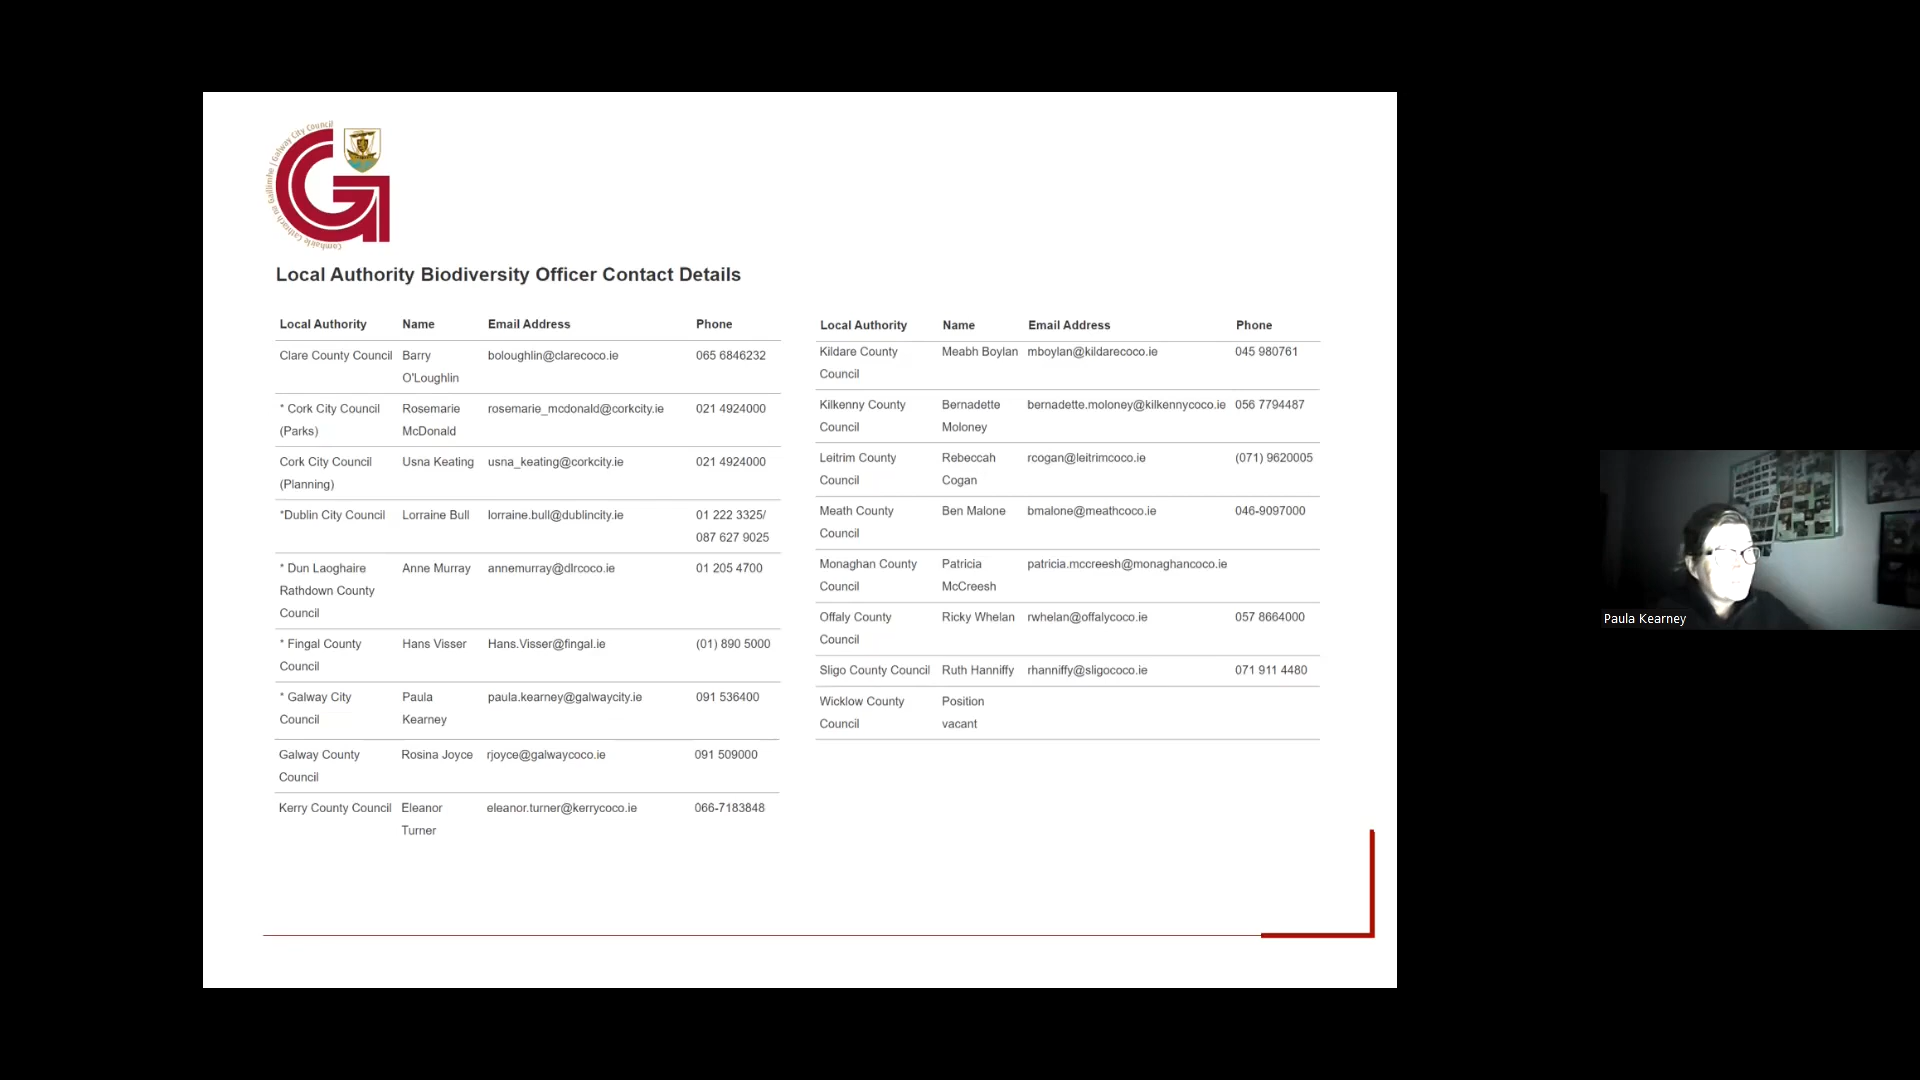 Comhairle Cathrach na Gaillimhe | Galway City Council
Local Authority Biodiversity Officer Contact Details
Local Authority Name Email Address Phone
Clare County Council Barry boloughlin@clarecoco.ie 065 6846232
O'Loughlin
* Cork City Council Rosemarie rosemarie_mcdonald@corkcity.ie 021 4924000
(Parks) McDonald
Cork City Council Usna Keating usna_keating@corkcity.ie 021 4924000
(Planning)
*Dublin City Council Lorraine Bull lorraine.bull@dublincity.ie 01 222 3325/
087 627 9025
* Dun Laoghaire Anne Murray annemurray@dlrcoco.ie 01 205 4700
Rathdown County
Council
* Fingal County Hans Visser Hans.Visser@fingal.ie (01) 890 5000
Council
* Galway City Paula paula.kearney@galwaycity.ie 091 536400
Council Kearney
Galway County Rosina Joyce rjoyce@galwaycoco.ie 091 509000
Council
Kerry County Council Eleanor eleanor.turner@kerrycoco.ie 066-7183848
Turner
Local Authority Name Email Address Phone
Kildare County Meabh Boylan mboylan@kildarecoco.ie 045 980761
Council
Kilkenny County Bernadette bernadette.moloney@kilkennycoco.ie 056 7794487
Council Moloney
Leitrim County Rebeccah rcogan@leitrimcoco.ie (071) 9620005
Council Cogan
Meath County Ben Malone bmalone@meathcoco.ie 046-9097000
Council
Monaghan County Patricia patricia.mccreesh@monaghancoco.ie
Council McCreesh
Offaly County Ricky Whelan rwhelan@offalycoco.ie 057 8664000
Council
Sligo County Council Ruth Hanniffy rhanniffy@sligococo.ie 071 911 4480
Wicklow County Position
Council vacant
Paula Kearney